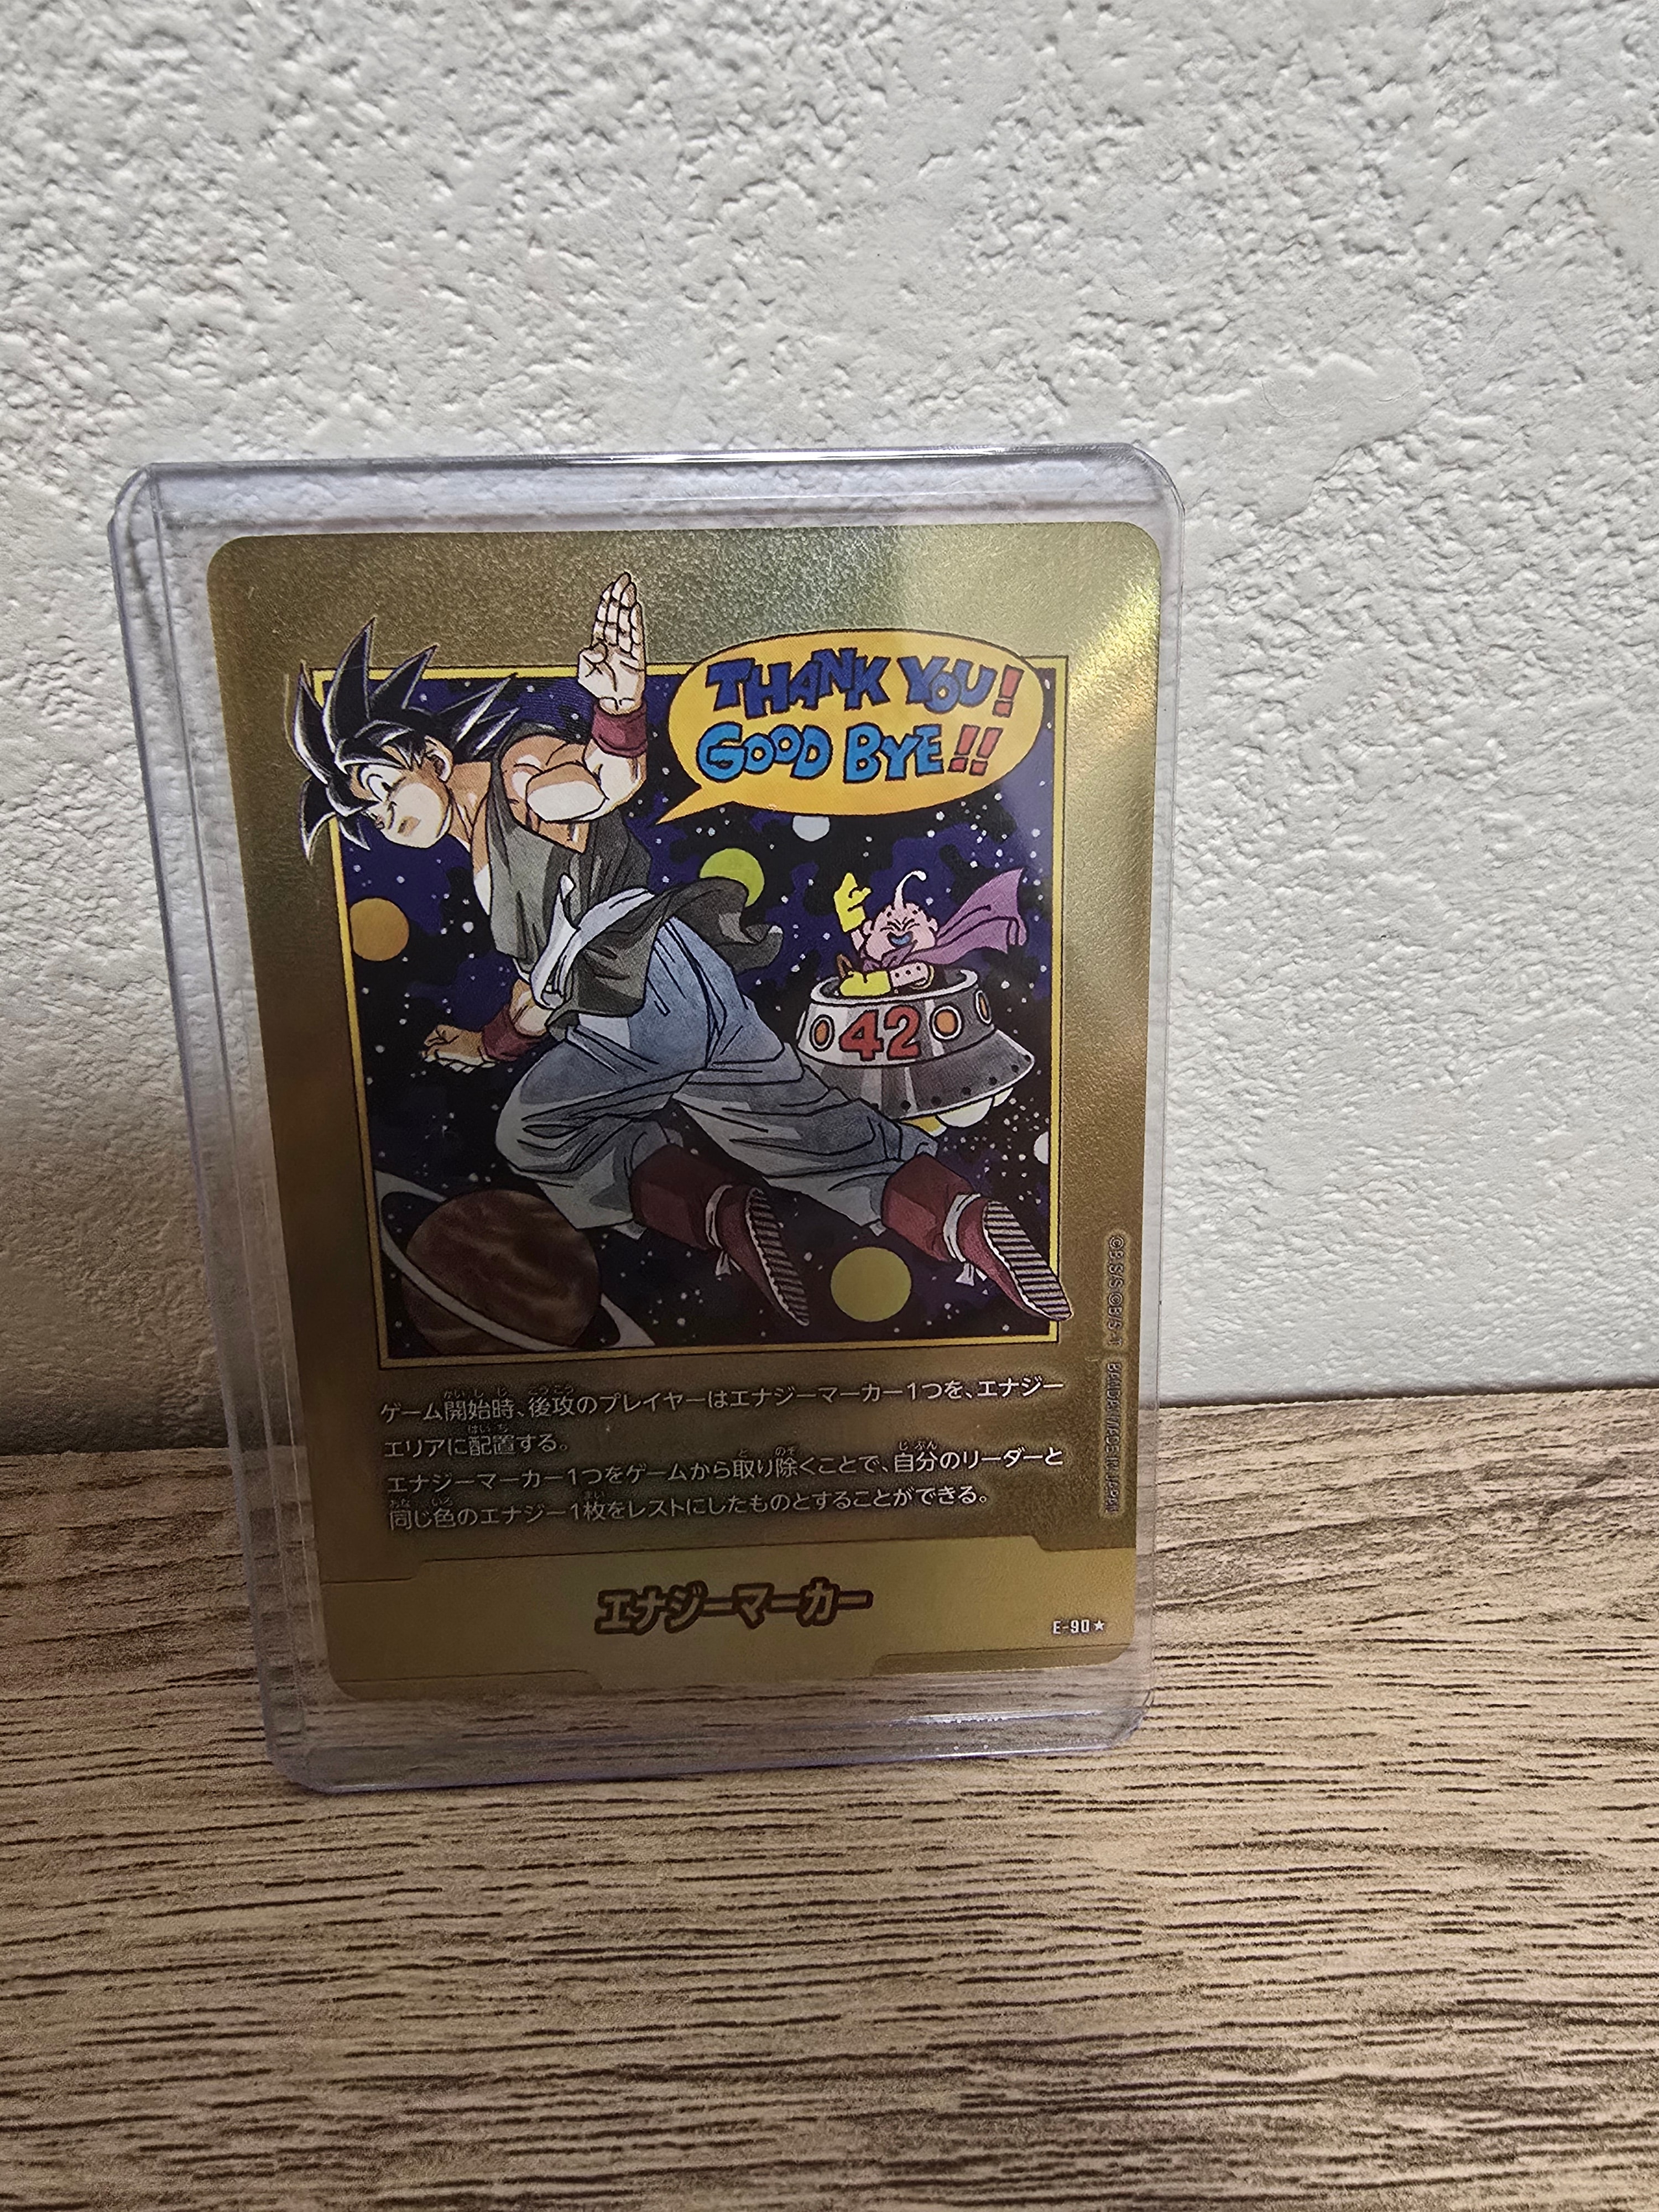 THANK YOU!
GOOD BYE!!
42
ゲーム開始時、後攻のプレイヤーはエナジーマーカー1つを、エナジー
エリアに配置する。
エナジーマーカー1つをゲームから取り除くことで、自分のリーダーと
同じ色のエナジー1枚をレストにしたものとすることができる。
エナジーマーカー
E-90★
©B.S./S ©B/S·T BANDAI MADE IN JAPAN